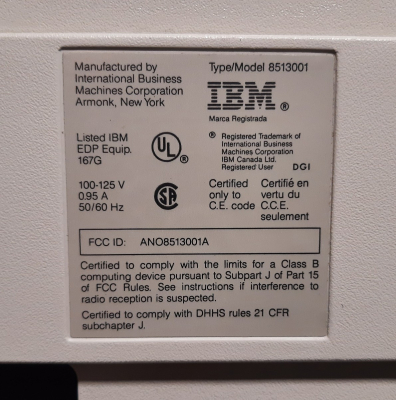 Manufactured by
International Business
Machines Corporation
Armonk, New York
Type/Model 8513001
IBM ®
Marca Registrada
® Registered Trademark of
International Business
Machines Corporation
IBM Canada Ltd.
Registered User DGI
Listed IBM
EDP Equip.
167G
UL ®
100-125 V
0.95 A
50/60 Hz
SA
Certified
only to
C.E. code
Certifié en
vertu du
C.C.E.
seulement
FCC ID: ANO8513001A
Certified to comply with the limits for a Class B
computing device pursuant to Subpart J of Part 15
of FCC Rules. See instructions if interference to
radio reception is suspected.
Certified to comply with DHHS rules 21 CFR
subchapter J.